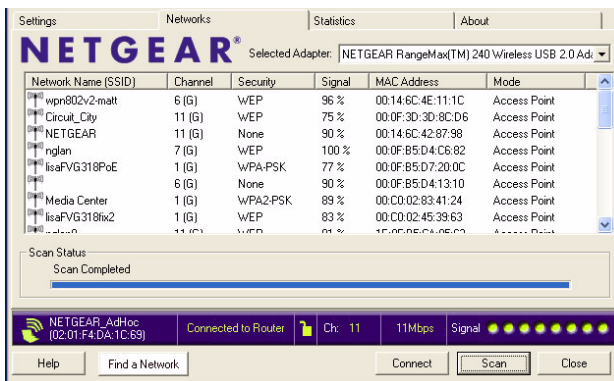 Settings Networks Statistics About
NETGEAR® Selected Adapter: NETGEAR RangeMax(TM) 240 Wireless USB 2.0 Ada
Network Name (SSID) Channel Security Signal MAC Address Mode
wpn802v2-matt 6 (G) WEP 96 % 00:14:6C:4E:11:1C Access Point
Circuit_City 11 (G) WEP 75 % 00:0F:3D:3D:8C:D6 Access Point
NETGEAR 11 (G) None 90 % 00:14:6C:42:87:98 Access Point
nglan 7 (G) WEP 100 % 00:0F:B5:D4:C6:82 Access Point
lisaFVG318PoE 1 (G) WPA-PSK 77 % 00:0F:B5:D7:20:0C Access Point
6 (G) None 90 % 00:0F:B5:D4:13:10 Access Point
Media Center 1 (G) WPA2-PSK 89 % 00:C0:02:83:41:24 Access Point
lisaFVG318fix2 1 (G) WEP 83 % 00:C0:02:45:39:63 Access Point
11 (G) WEP 91 % Access Point
Scan Status
Scan Completed
NETGEAR_AdHoc
(02:01:F4:DA:1C:69) Connected to Router Ch: 11 11Mbps Signal
Help Find a Network Connect Scan Close